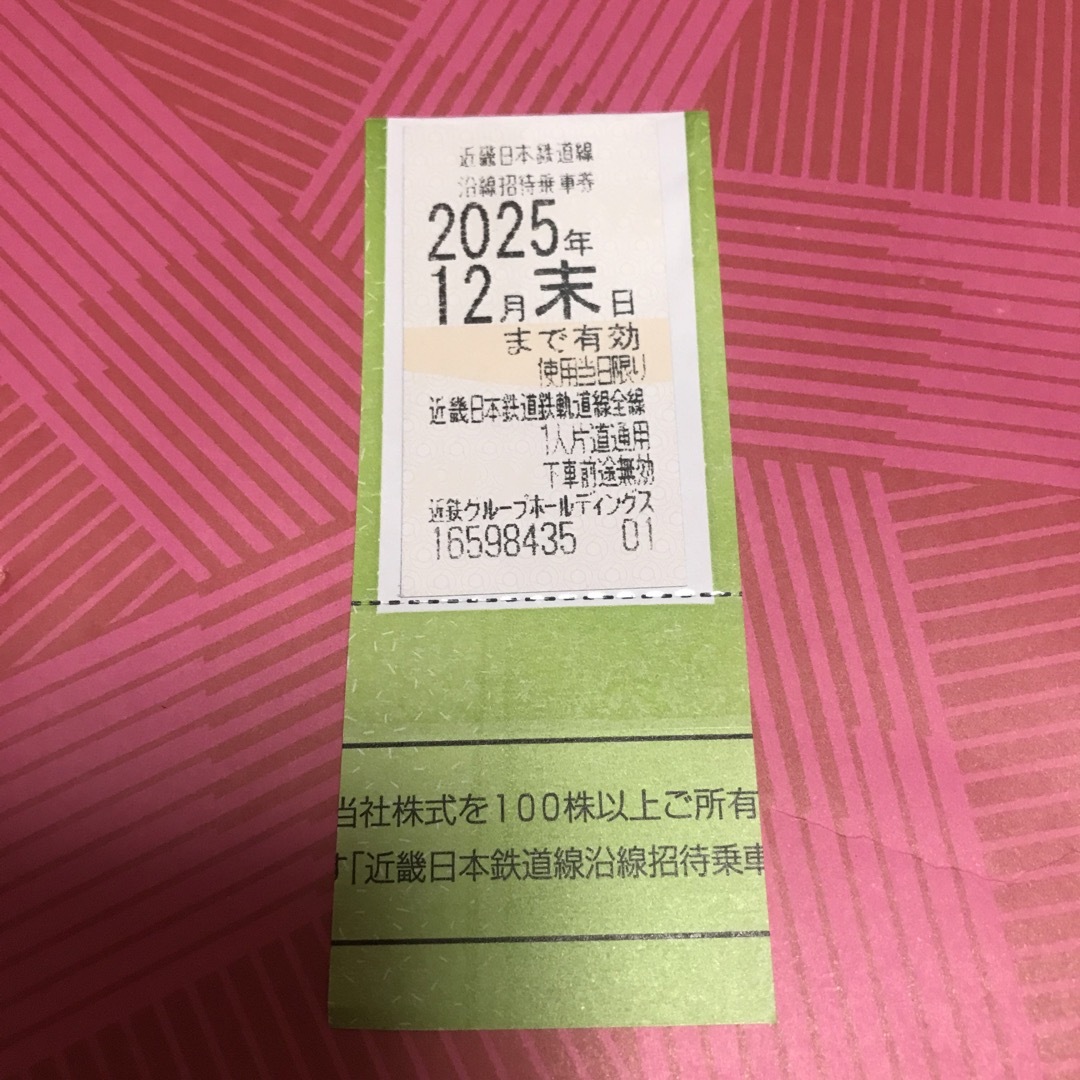 近畿日本鉄道線
沿線招待乗車券
2025年
12月末日
まで有効
使用当日限り
近畿日本鉄道鉄軌道線全線
1人片道通用
下車前途無効
近鉄グループホールディングス
16598435 01
当社株式を100株以上ご所有
す「近畿日本鉄道線沿線招待乗車